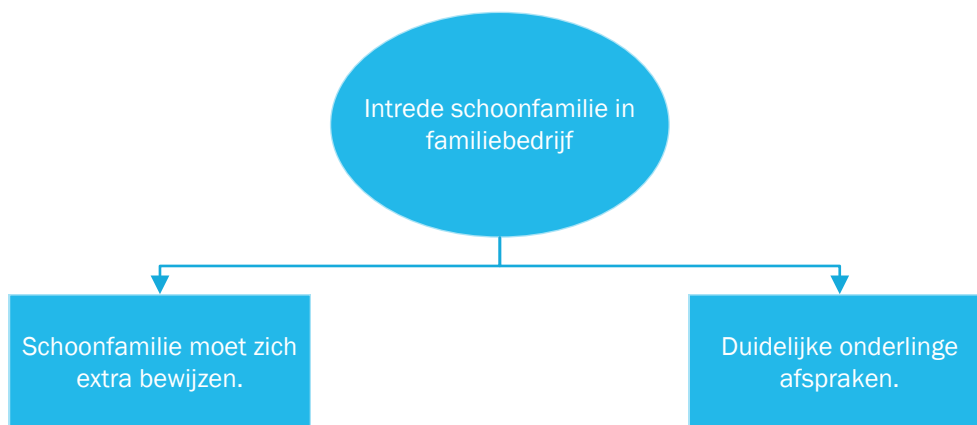 Intrede schoonfamilie in
familiebedrijf
Schoonfamilie moet zich
extra bewijzen.
Duidelijke onderlinge
afspraken.